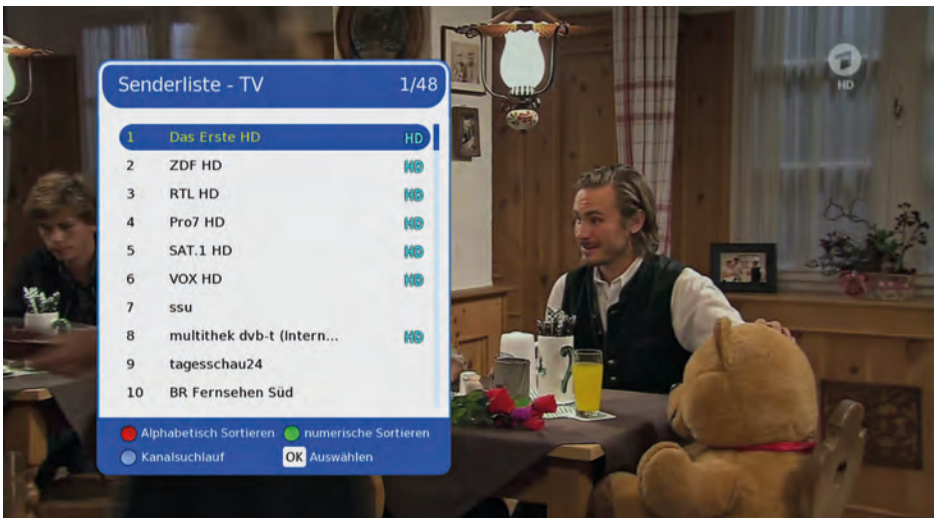 Senderliste - TV 1/48
1 Das Erste HD HD
2 ZDF HD HD
3 RTL HD HD
4 Pro7 HD HD
5 SAT.1 HD HD
6 VOX HD HD
7 ssu
8 multithek dvb-t (Intern... HD
9 tagesschau24
10 BR Fernsehen Süd
Alphabetisch Sortieren numerische Sortieren
Kanalsuchlauf OK Auswählen
1
HD